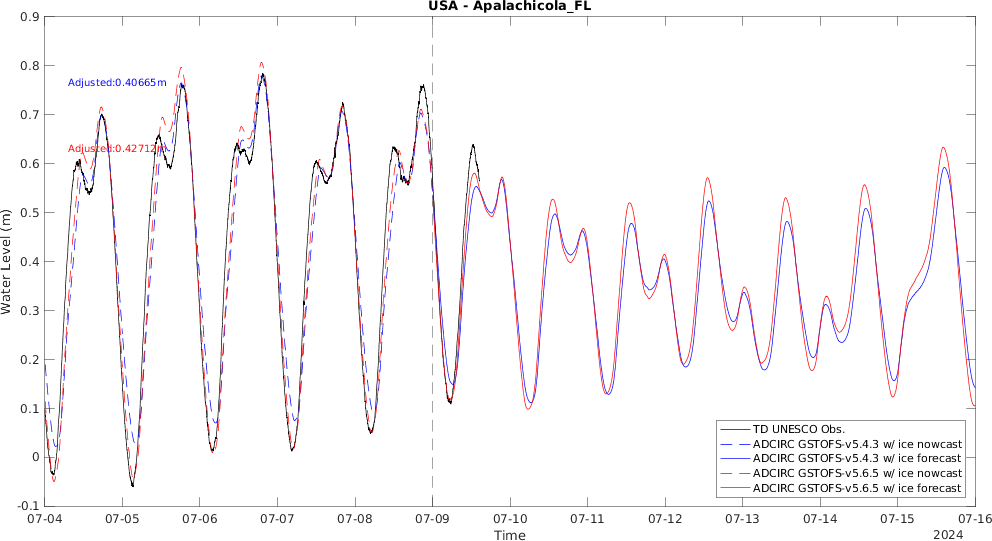 USA - Apalachicola_FL
0.9
0.8
0.7
0.6
0.5
0.4
0.3
0.2
0.1
0
-0.1
Water Level (m)
Adjusted:0.40665m
Adjusted:0.42712m
TD UNESCO Obs.
ADCIRC GSTOFS-v5.4.3 w/ ice nowcast
ADCIRC GSTOFS-v5.4.3 w/ ice forecast
ADCIRC GSTOFS-v5.6.5 w/ ice nowcast
ADCIRC GSTOFS-v5.6.5 w/ ice forecast
07-04 07-05 07-06 07-07 07-08 07-09 07-10 07-11 07-12 07-13 07-14 07-15 07-16
Time
2024